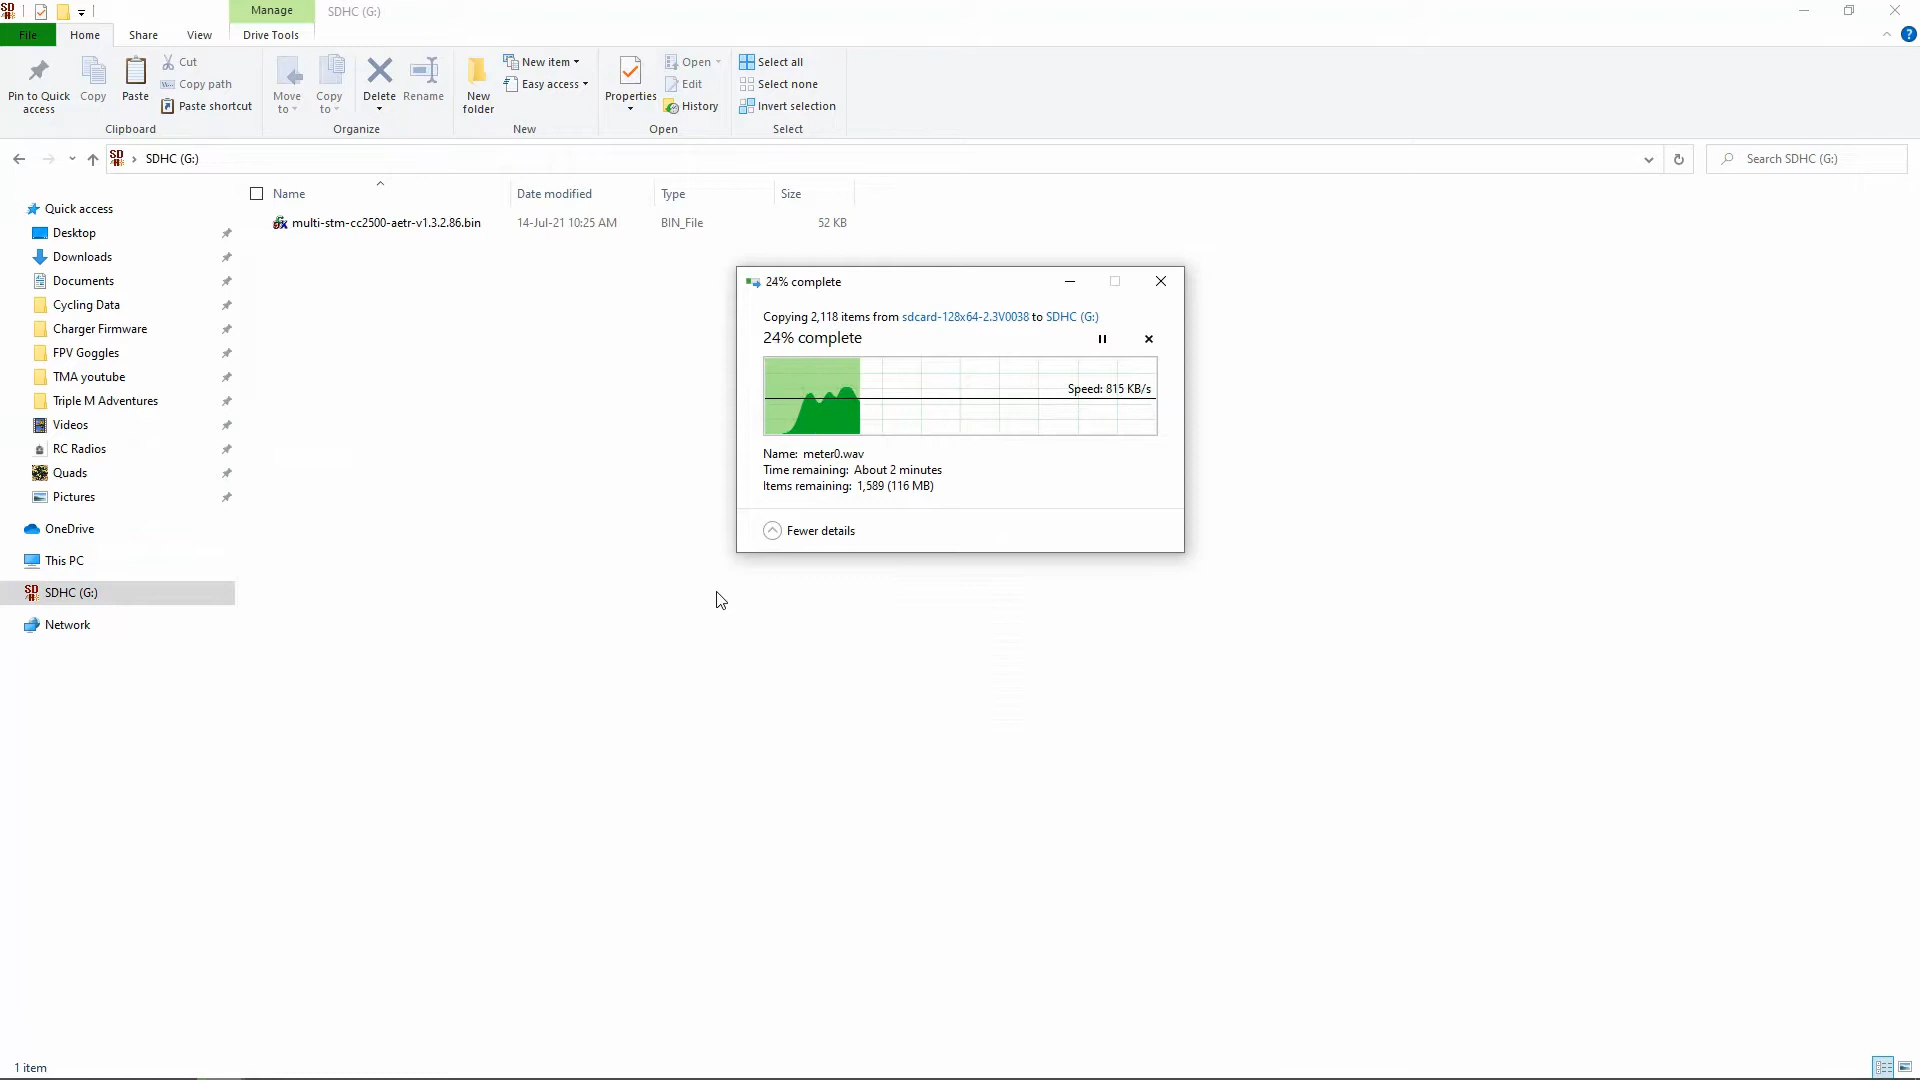 Manage
SDHC (G:)
File
Home
Share
View
Drive Tools
Pin to Quick
access
Copy
Paste
Cut
Copy path
Paste shortcut
Clipboard
Move
to
Copy
to
Delete
Rename
Organize
New
folder
New item
Easy access
New
Properties
Open
Edit
History
Open
Select all
Select none
Invert selection
Select
SDHC (G:)
Search SDHC (G:)
Name
Date modified
Type
Size
multi-stm-cc2500-aetr-v1.3.2.86.bin
14-Jul-21 10:25 AM
BIN_File
52 KB
Quick access
Desktop
Downloads
Documents
Cycling Data
Charger Firmware
FPV Goggles
TMA youtube
Triple M Adventures
Videos
RC Radios
Quads
Pictures
OneDrive
This PC
SDHC (G:)
Network
24% complete
Copying 2,118 items from sdcard-128x64-2.3V0038 to SDHC (G:)
24% complete
Speed: 815 KB/s
Name: meter0.wav
Time remaining: About 2 minutes
Items remaining: 1,589 (116 MB)
Fewer details
1 item